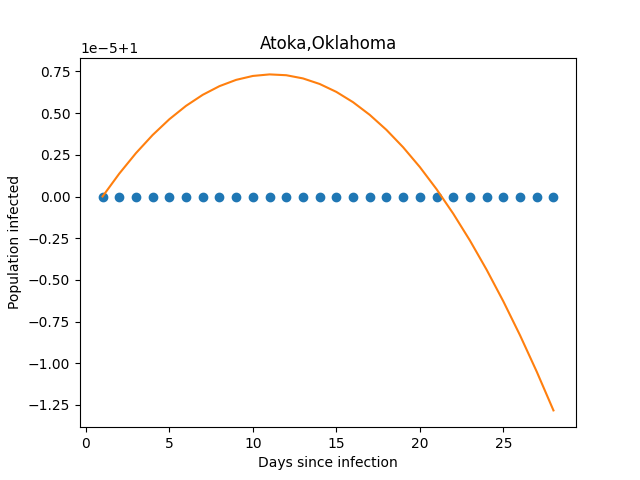 Atoka,Oklahoma
1e−5+1
Population infected
0.75
0.50
0.25
0.00
−0.25
−0.50
−0.75
−1.00
−1.25
0 5 10 15 20 25
Days since infection